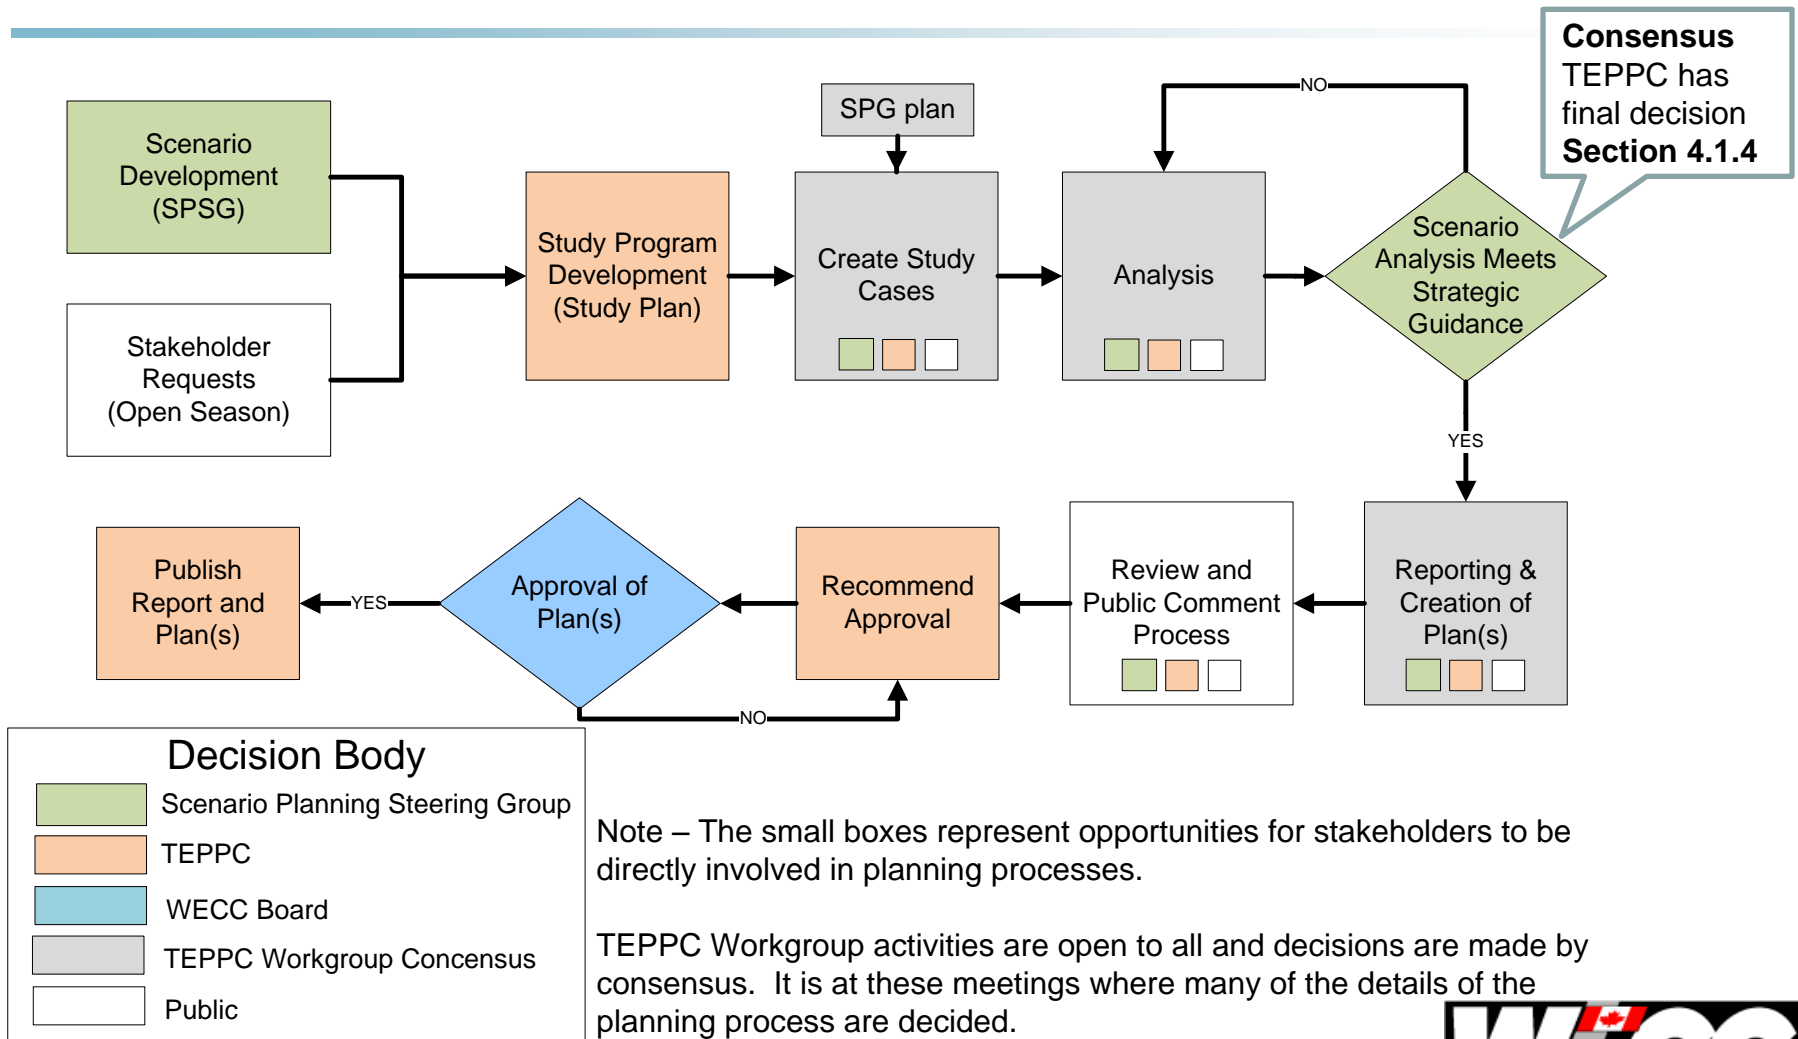 Consensus
TEPPC has
final decision
Section 4.1.4
NO
SPG plan
Scenario
Development
(SPSG)
Stakeholder
Requests
(Open Season)
Study Program
Development
(Study Plan)
Create Study
Cases
Analysis
Scenario
Analysis Meets
Strategic
Guidance
YES
Publish
Report and
Plan(s)
YES
Approval of
Plan(s)
NO
Recommend
Approval
Review and
Public Comment
Process
Reporting &
Creation of
Plan(s)
Decision Body
Scenario Planning Steering Group
TEPPC
WECC Board
TEPPC Workgroup Concensus
Public
Note – The small boxes represent opportunities for stakeholders to be
directly involved in planning processes.
TEPPC Workgroup activities are open to all and decisions are made by
consensus.  It is at these meetings where many of the details of the
planning process are decided.